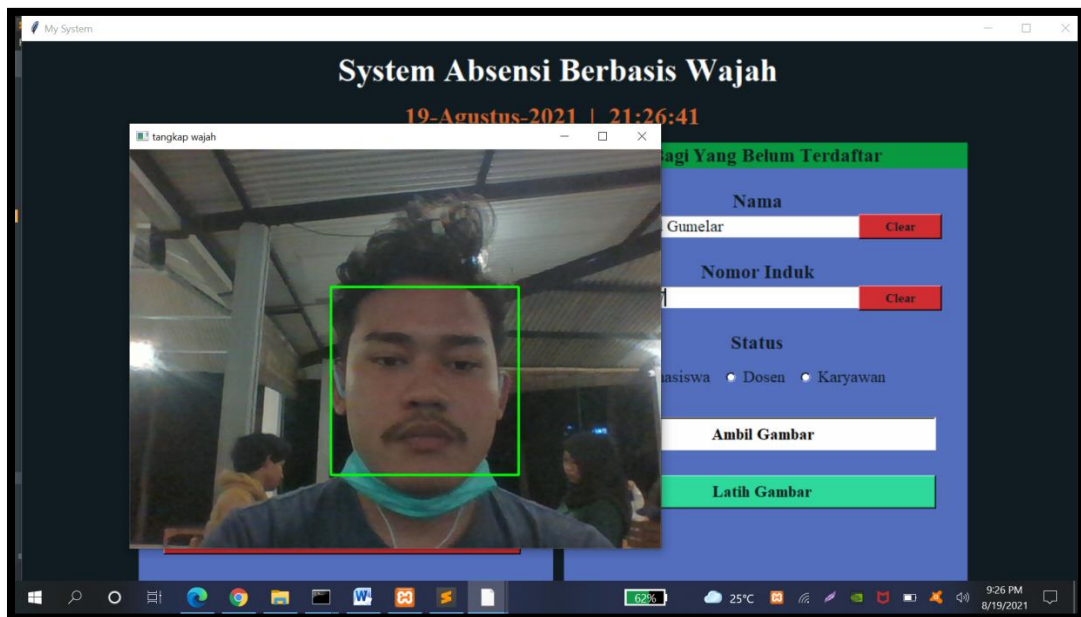 My System
System Absensi Berbasis Wajah
19-Agustus-2021 | 21:26:41
tangkap wajah
Bagi Yang Belum Terdaftar
Nama
Gumelar
Clear
Nomor Induk
Clear
Status
Dosen
Karyawan
Ambil Gambar
Latih Gambar
62%
25°C
9:26 PM
8/19/2021